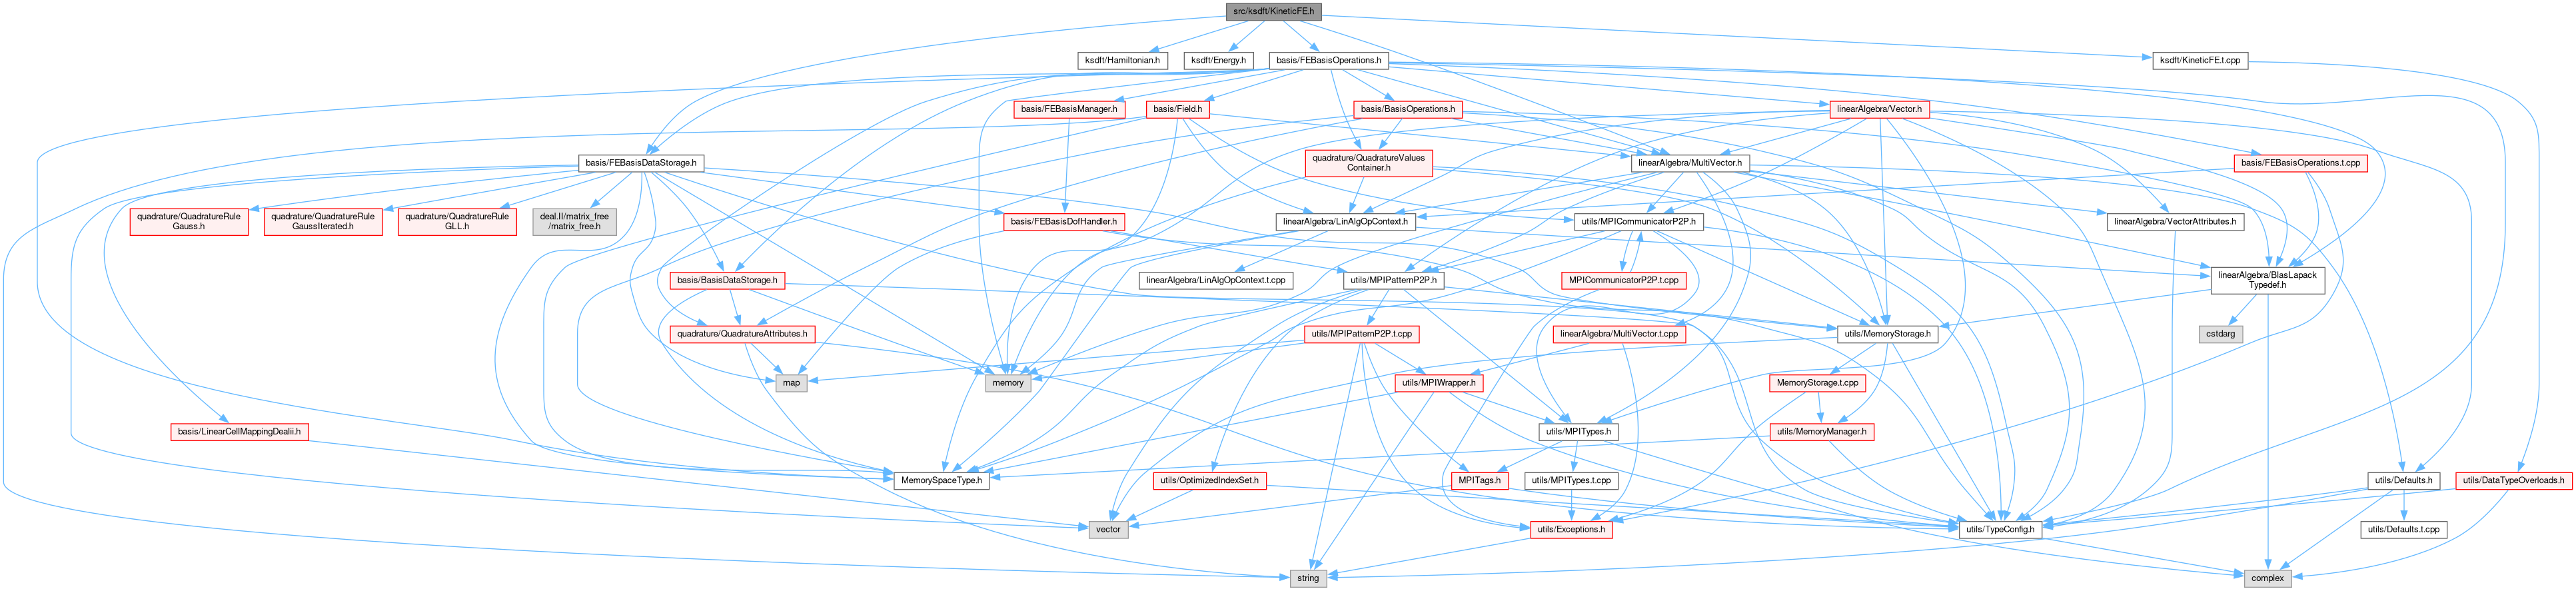 src/ksdft/KineticFE.h
ksdft/Hamiltonian.h
ksdft/Energy.h
basis/FEBasisOperations.h
ksdft/KineticFE.t.cpp
basis/FEBasisManager.h
basis/Field.h
basis/BasisOperations.h
linearAlgebra/Vector.h
basis/FEBasisDataStorage.h
quadrature/QuadratureValues
Container.h
linearAlgebra/MultiVector.h
basis/FEBasisOperations.t.cpp
quadrature/QuadratureRule
Gauss.h
quadrature/QuadratureRule
GaussIterated.h
quadrature/QuadratureRule
GLL.h
deal.II/matrix_free
/matrix_free.h
basis/FEBasisDofHandler.h
linearAlgebra/LinAlgOpContext.h
utils/MPICommunicatorP2P.h
linearAlgebra/VectorAttributes.h
basis/BasisDataStorage.h
linearAlgebra/LinAlgOpContext.t.cpp
utils/MPIPatternP2P.h
MPICommunicatorP2P.t.cpp
linearAlgebra/BlasLapack
Typedef.h
quadrature/QuadratureAttributes.h
utils/MPIPatternP2P.t.cpp
linearAlgebra/MultiVector.t.cpp
utils/MemoryStorage.h
cstdarg
map
memory
utils/MPIWrapper.h
MemoryStorage.t.cpp
basis/LinearCellMappingDealii.h
utils/MPITypes.h
utils/MemoryManager.h
MemorySpaceType.h
utils/OptimizedIndexSet.h
MPITags.h
utils/MPITypes.t.cpp
utils/Defaults.h
utils/DataTypeOverloads.h
vector
utils/Exceptions.h
utils/TypeConfig.h
utils/Defaults.t.cpp
string
complex